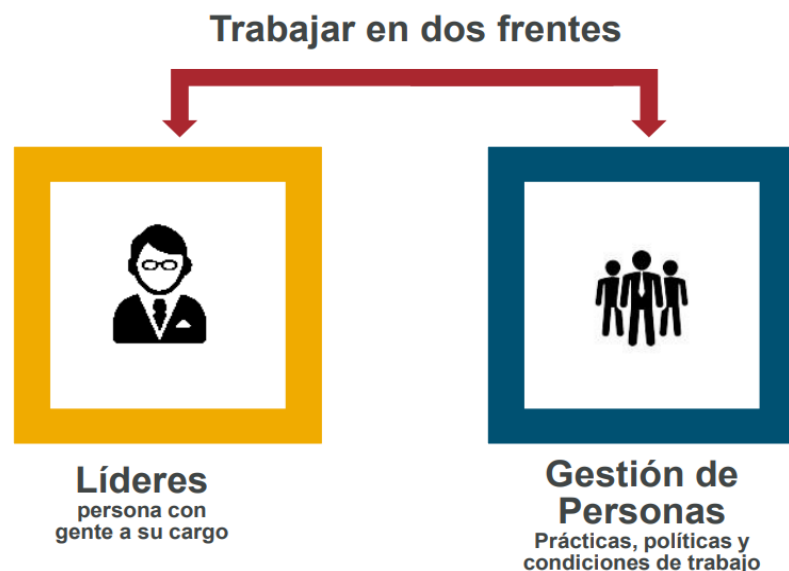 Trabajar en dos frentes
Líderes
persona con
gente a su cargo
Gestión de
Personas
Prácticas, políticas y
condiciones de trabajo